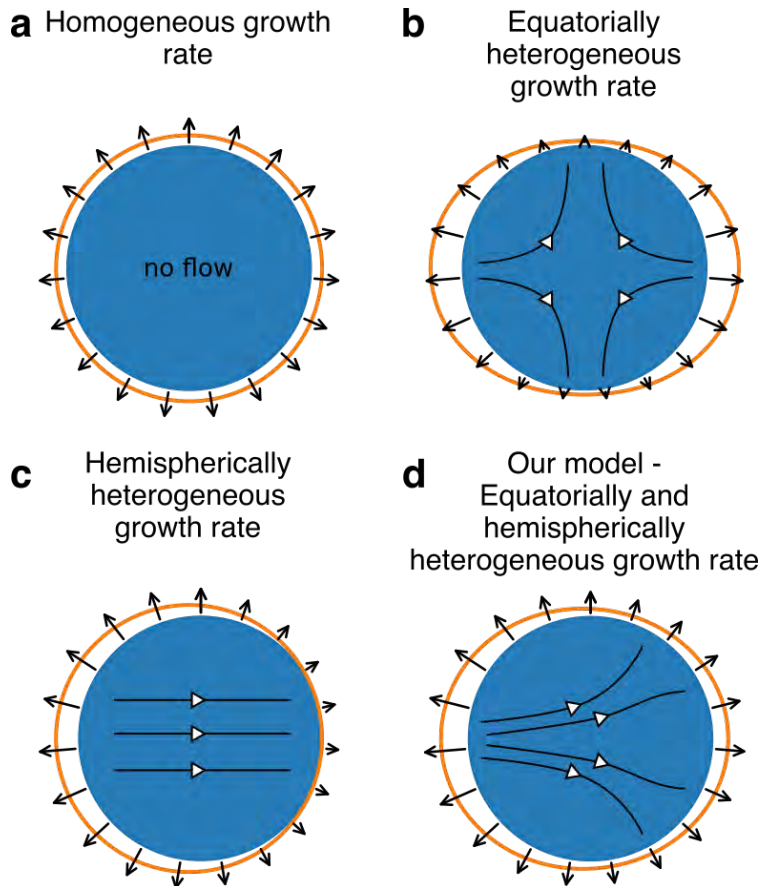 a Homogeneous growth
rate
no flow
b Equatorially
heterogeneous
growth rate
c Hemispherically
heterogeneous
growth rate
d Our model -
Equatorially and
hemispherically
heterogeneous growth rate